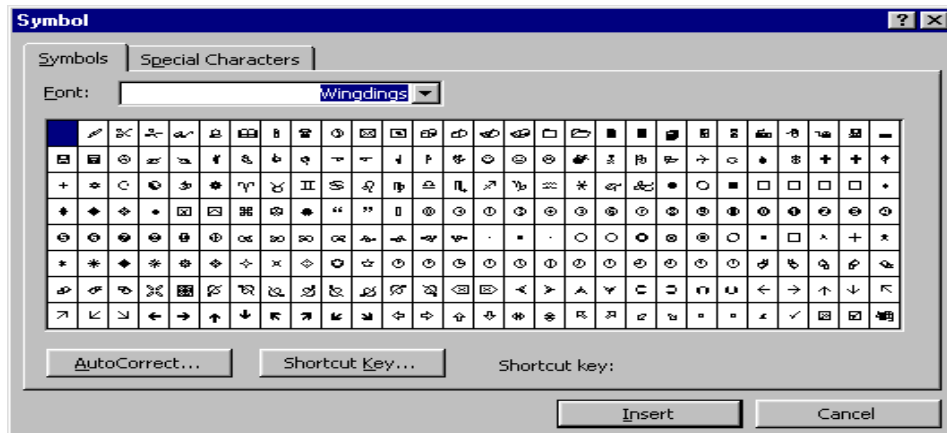 Symbol
Symbols Special Characters
Font: Wingdings
AutoCorrect... Shortcut Key... Shortcut key:
Insert Cancel